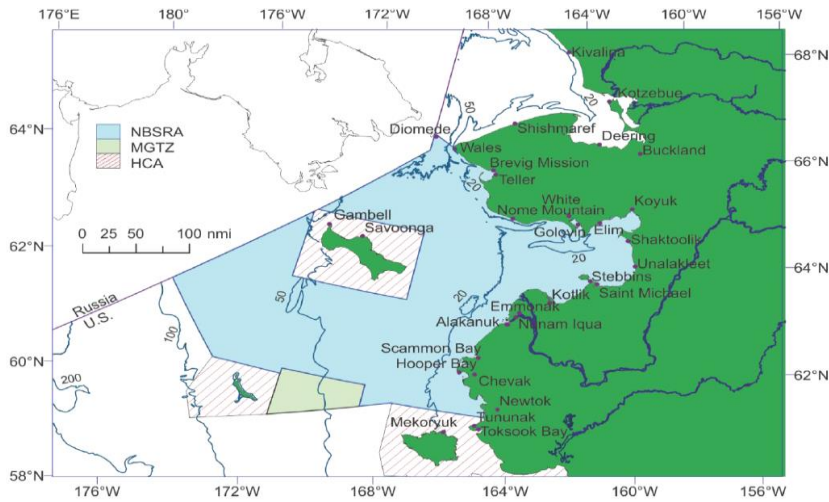 176°E
180°
176°W
172°W
168°W
164°W
160°W
156°W
Kivalina
68°N
20
Kotzebue
50
64°N
NBSRA
MGTZ
HCA
Diomede
Shishmaref
Deering
Buckland
Wales
66°N
Brevig Mission
20
Teller
White
Mountain
Koyuk
Nome
Gambell
Savoonga
Golovin
Elim
Shaktoolik
0 25 50 100 nmi
62°N
20
Unalakleet
64°N
Stebbins
Saint Michael
Russia
U.S.
50
20
Kotlik
Emmonak
Alakanuk
Nunam Iqua
100
60°N
Scammon Bay
Hooper Bay
Chevak
62°N
200
Newtok
Mekoryuk
Tununak
Toksook Bay
58°N
60°N
176°W
172°W
168°W
164°W
160°W
156°W